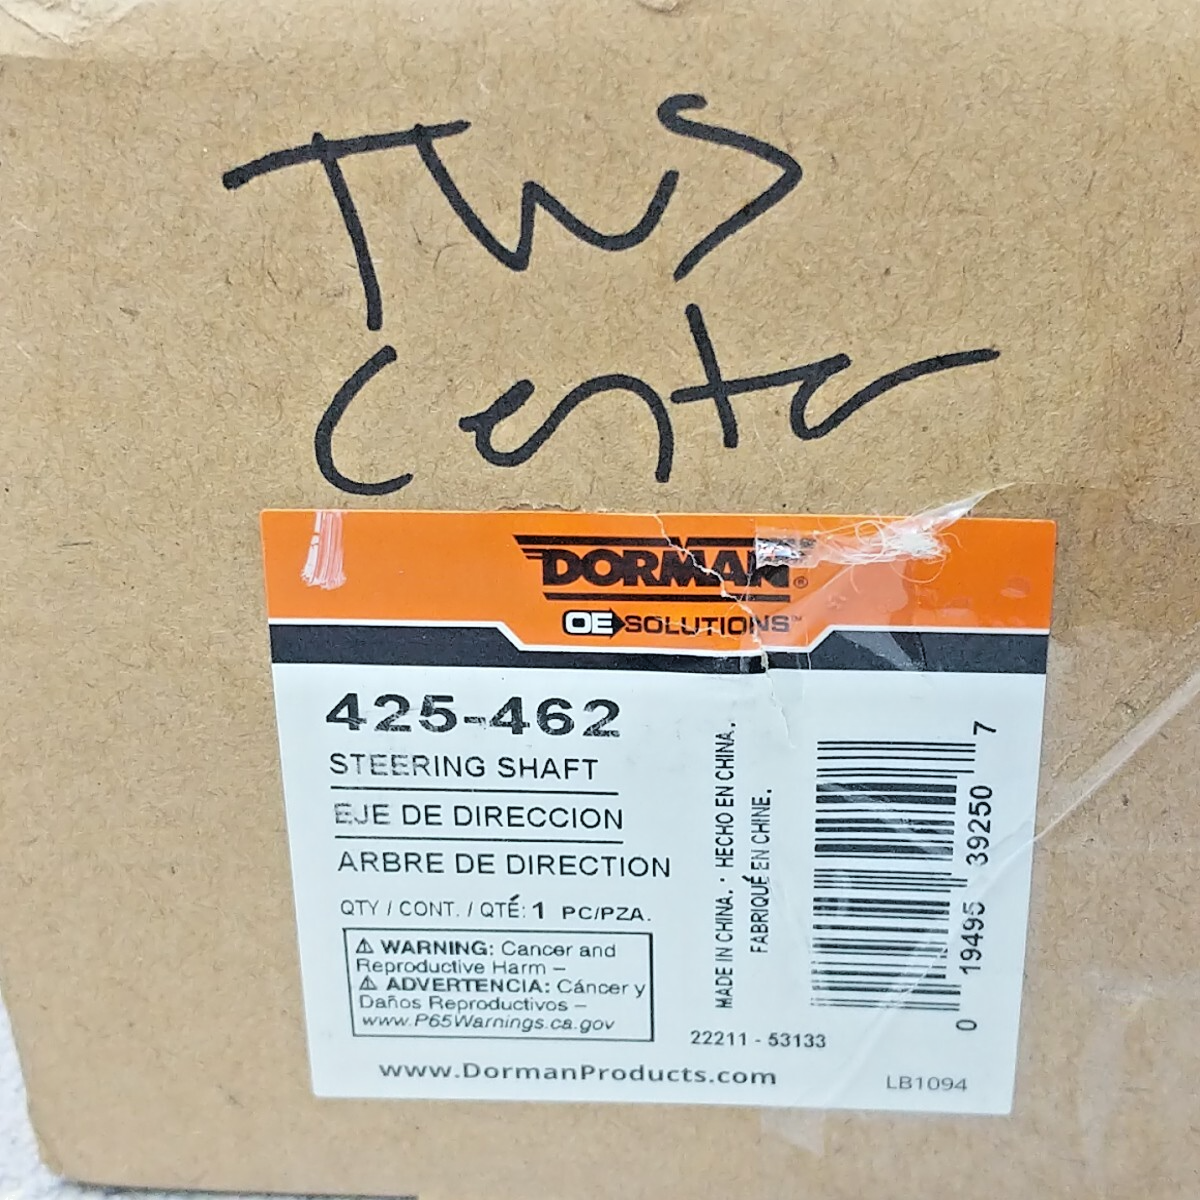 TWS
Center
DORMAN®
OE SOLUTIONS™
425-462
STEERING SHAFT
EJE DE DIRECCION
ARBRE DE DIRECTION
QTY / CONT. / QTÉ: 1 PC/PZA.
⚠ WARNING: Cancer and
Reproductive Harm –
⚠ ADVERTENCIA: Cáncer y
Daños Reproductivos –
www.P65Warnings.ca.gov
MADE IN CHINA. · HECHO EN CHINA.
FABRIQUÉ EN CHINE.
0 19495 39250 7
22211 - 53133
www.DormanProducts.com
LB1094